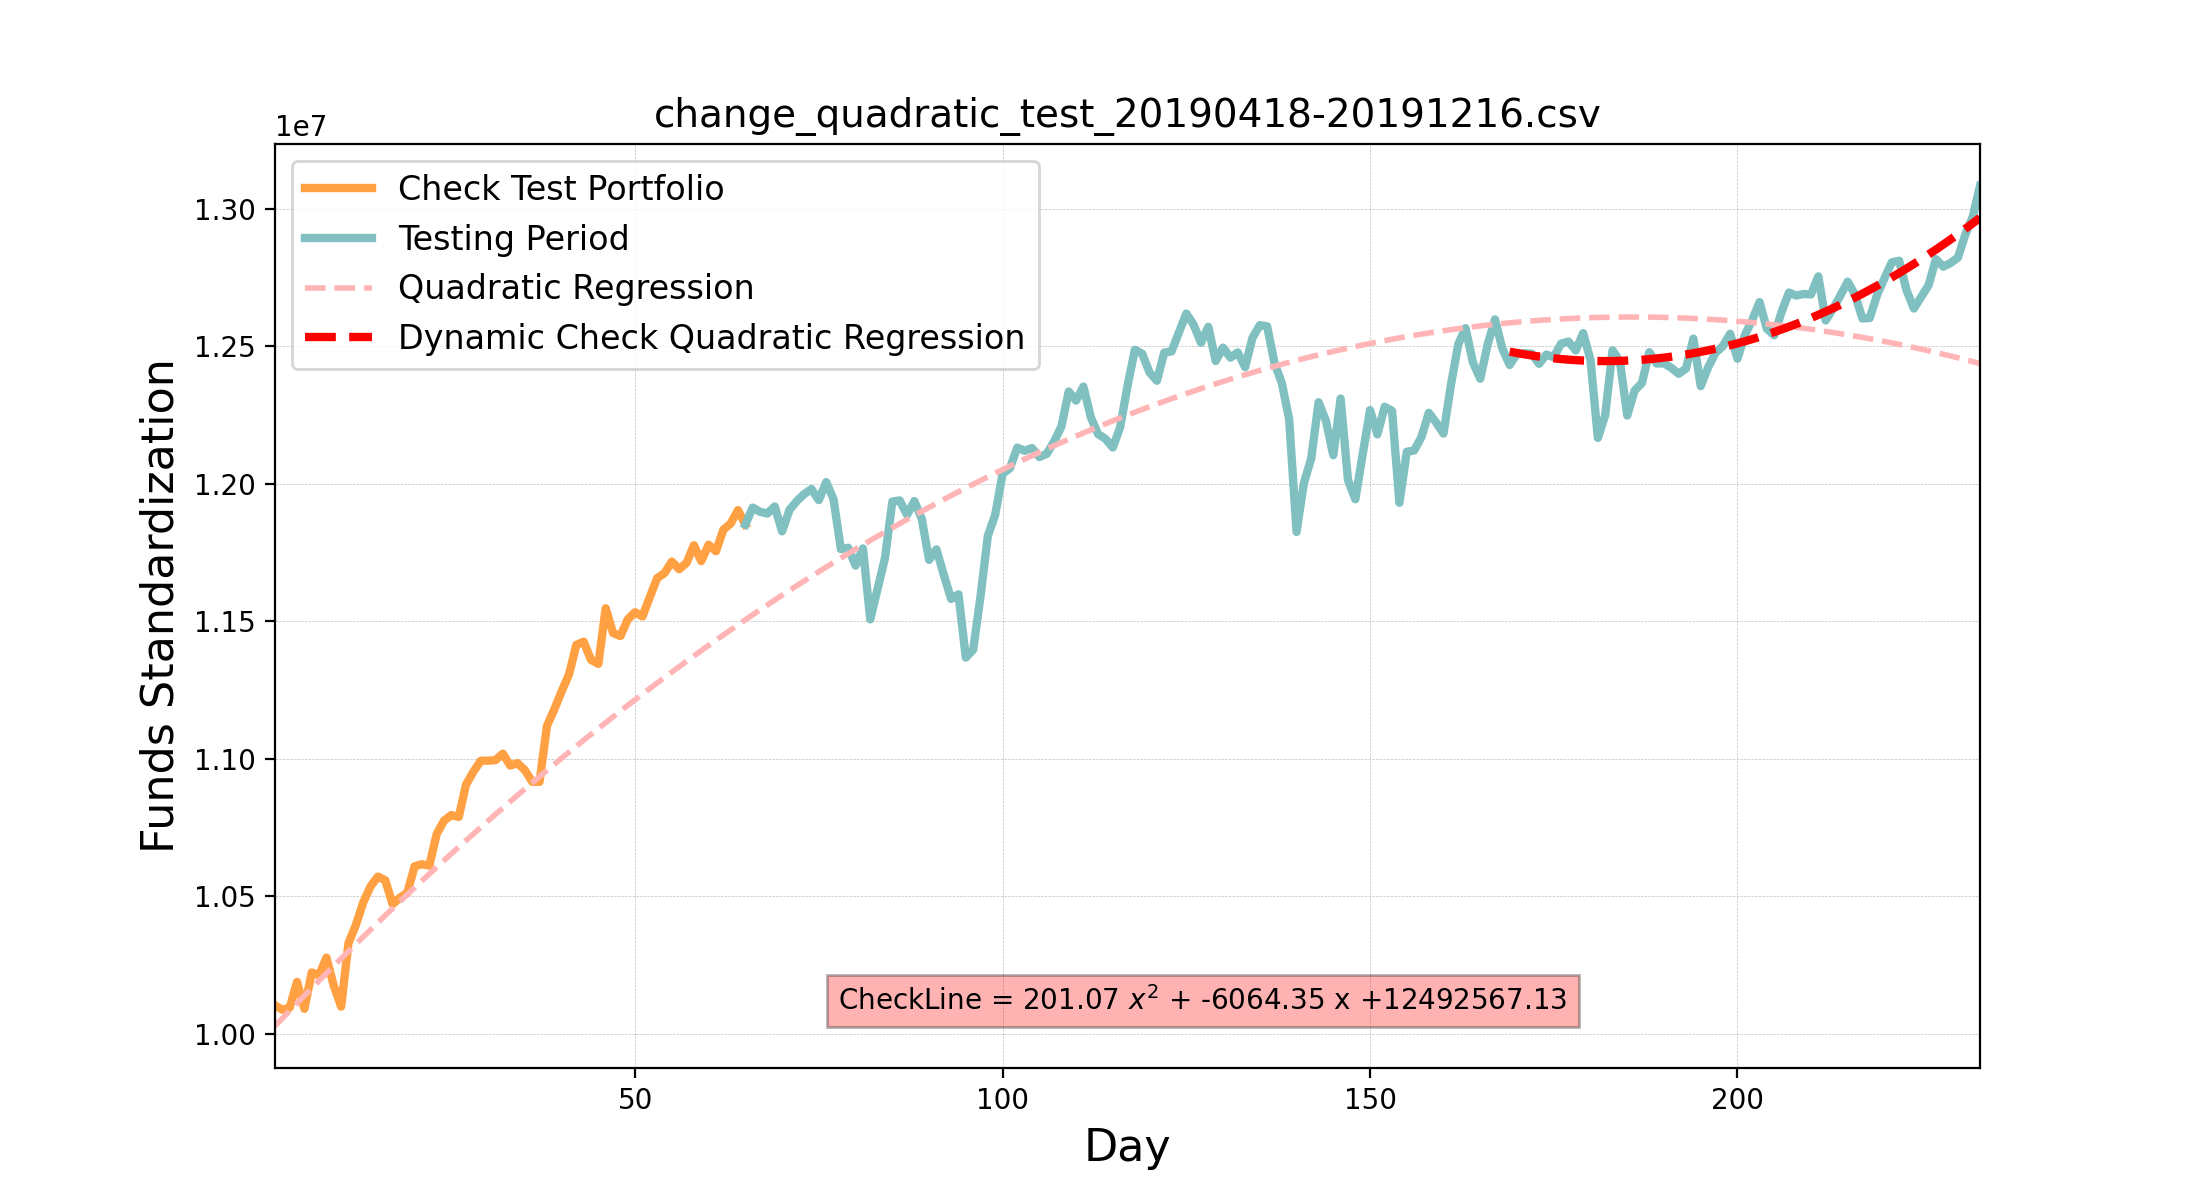 change_quadratic_test_20190418-20191216.csv
1e7
Check Test Portfolio
Testing Period
Quadratic Regression
Dynamic Check Quadratic Regression
1.30
1.25
1.20
1.15
1.10
1.05
1.00
Funds Standardization
CheckLine = 201.07 x² + -6064.35 x +12492567.13
50 100 150 200
Day